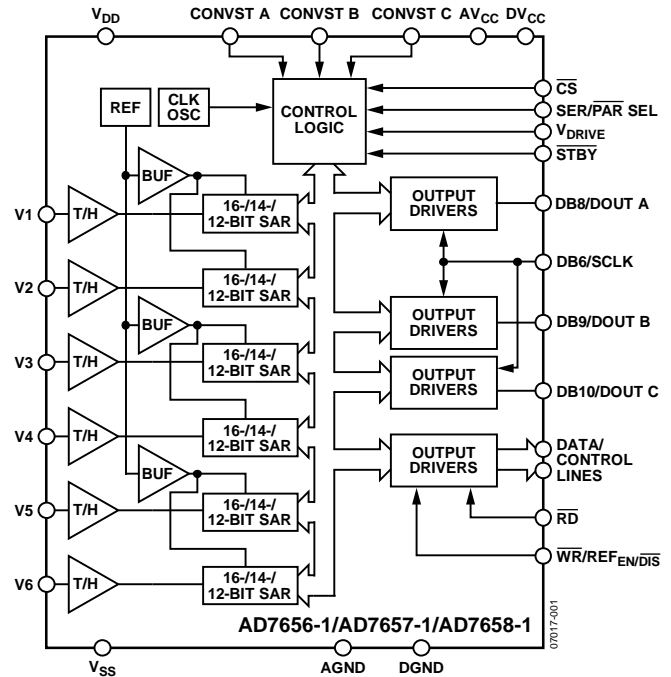 VDD
CONVST A
CONVST B
CONVST C
AVCC
DVCC
REF
CLK
OSC
CONTROL
LOGIC
CS
SER/PAR SEL
VDRIVE
STBY
BUF
V1
T/H
16-/14-/
12-BIT SAR
OUTPUT
DRIVERS
DB8/DOUT A
V2
T/H
16-/14-/
12-BIT SAR
DB6/SCLK
BUF
OUTPUT
DRIVERS
DB9/DOUT B
V3
T/H
16-/14-/
12-BIT SAR
OUTPUT
DRIVERS
DB10/DOUT C
V4
T/H
16-/14-/
12-BIT SAR
OUTPUT
DRIVERS
DATA/
CONTROL
LINES
BUF
V5
T/H
16-/14-/
12-BIT SAR
RD
WR/REFEN/DIS
V6
T/H
16-/14-/
12-BIT SAR
AD7656-1/AD7657-1/AD7658-1
07017-001
VSS
AGND
DGND